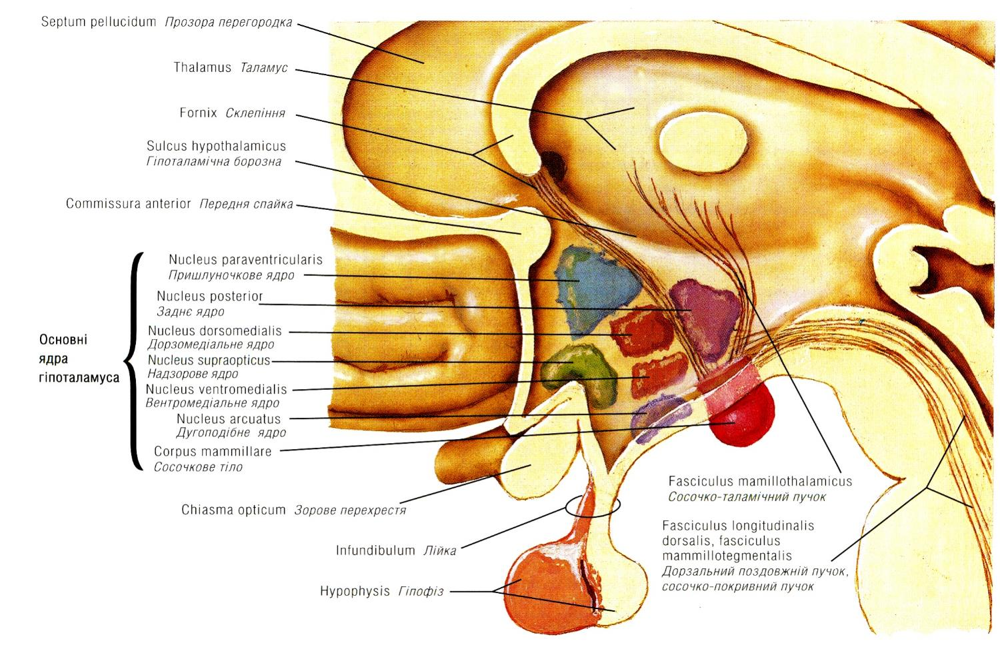 Septum pellucidum Прозора перегородка
Thalamus Таламус
Fornix Склепіння
Sulcus hypothalamicus
Гіпоталамічна борозна
Commissura anterior Передня спайка
Основні
ядра
гіпоталамуса
Nucleus paraventricularis
Пришлуночкове ядро
Nucleus posterior
Заднє ядро
Nucleus dorsomedialis
Дорзомедіальне ядро
Nucleus supraopticus
Надзорове ядро
Nucleus ventromedialis
Вентромедіальне ядро
Nucleus arcuatus
Дугоподібне ядро
Corpus mammillare
Сосочкове тіло
Chiasma opticum Зорове перехрестя
Infundibulum Лійка
Hypophysis Гіпофіз
Fasciculus mamillothalamicus
Сосочко-таламічний пучок
Fasciculus longitudinalis
dorsalis, fasciculus
mammillotegmentalis
Дорзальний поздовжній пучок,
сосочко-покривний пучок